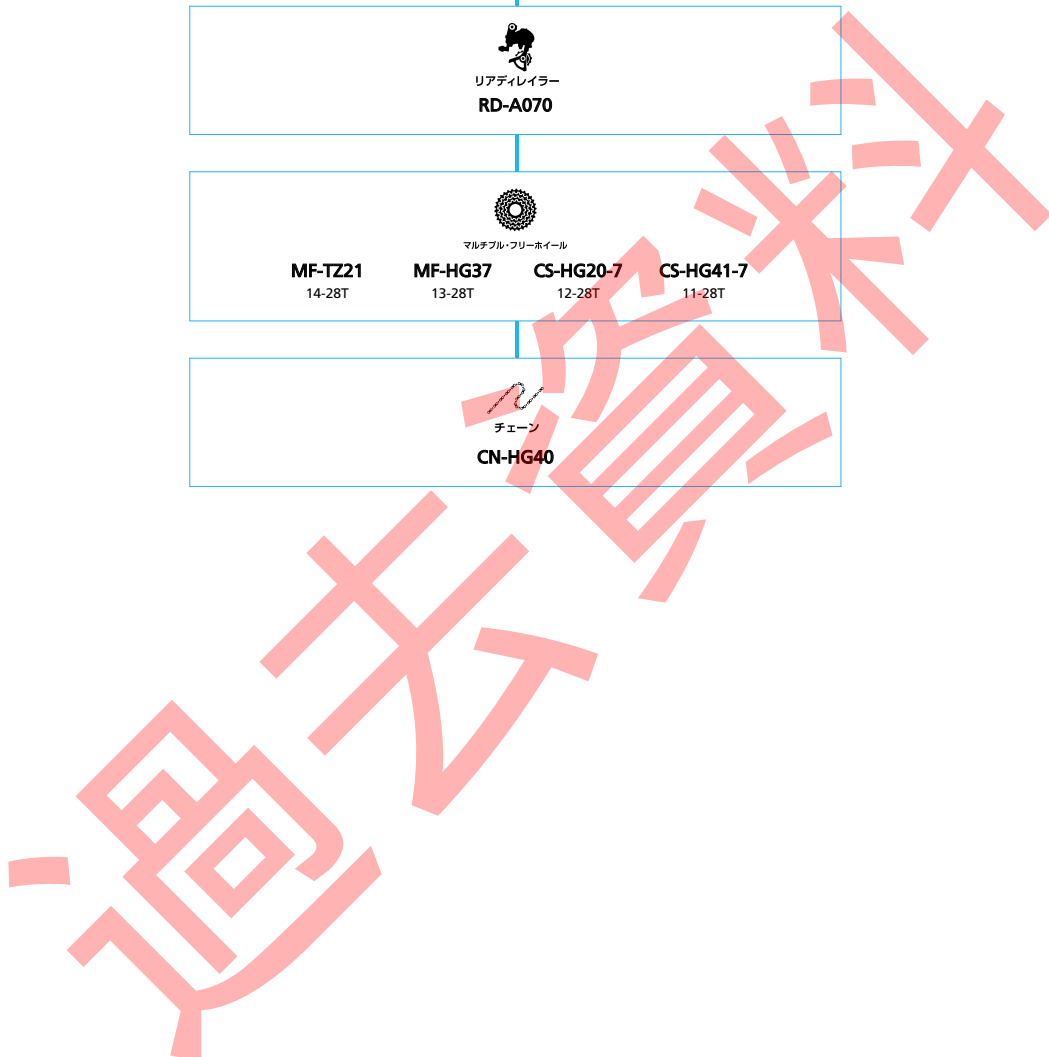 リアディレイラー
RD-A070
マルチプル・フリーホイール
MF-TZ21 MF-HG37 CS-HG20-7 CS-HG41-7
14-28T 13-28T 12-28T 11-28T
チェーン
CN-HG40
過去資料